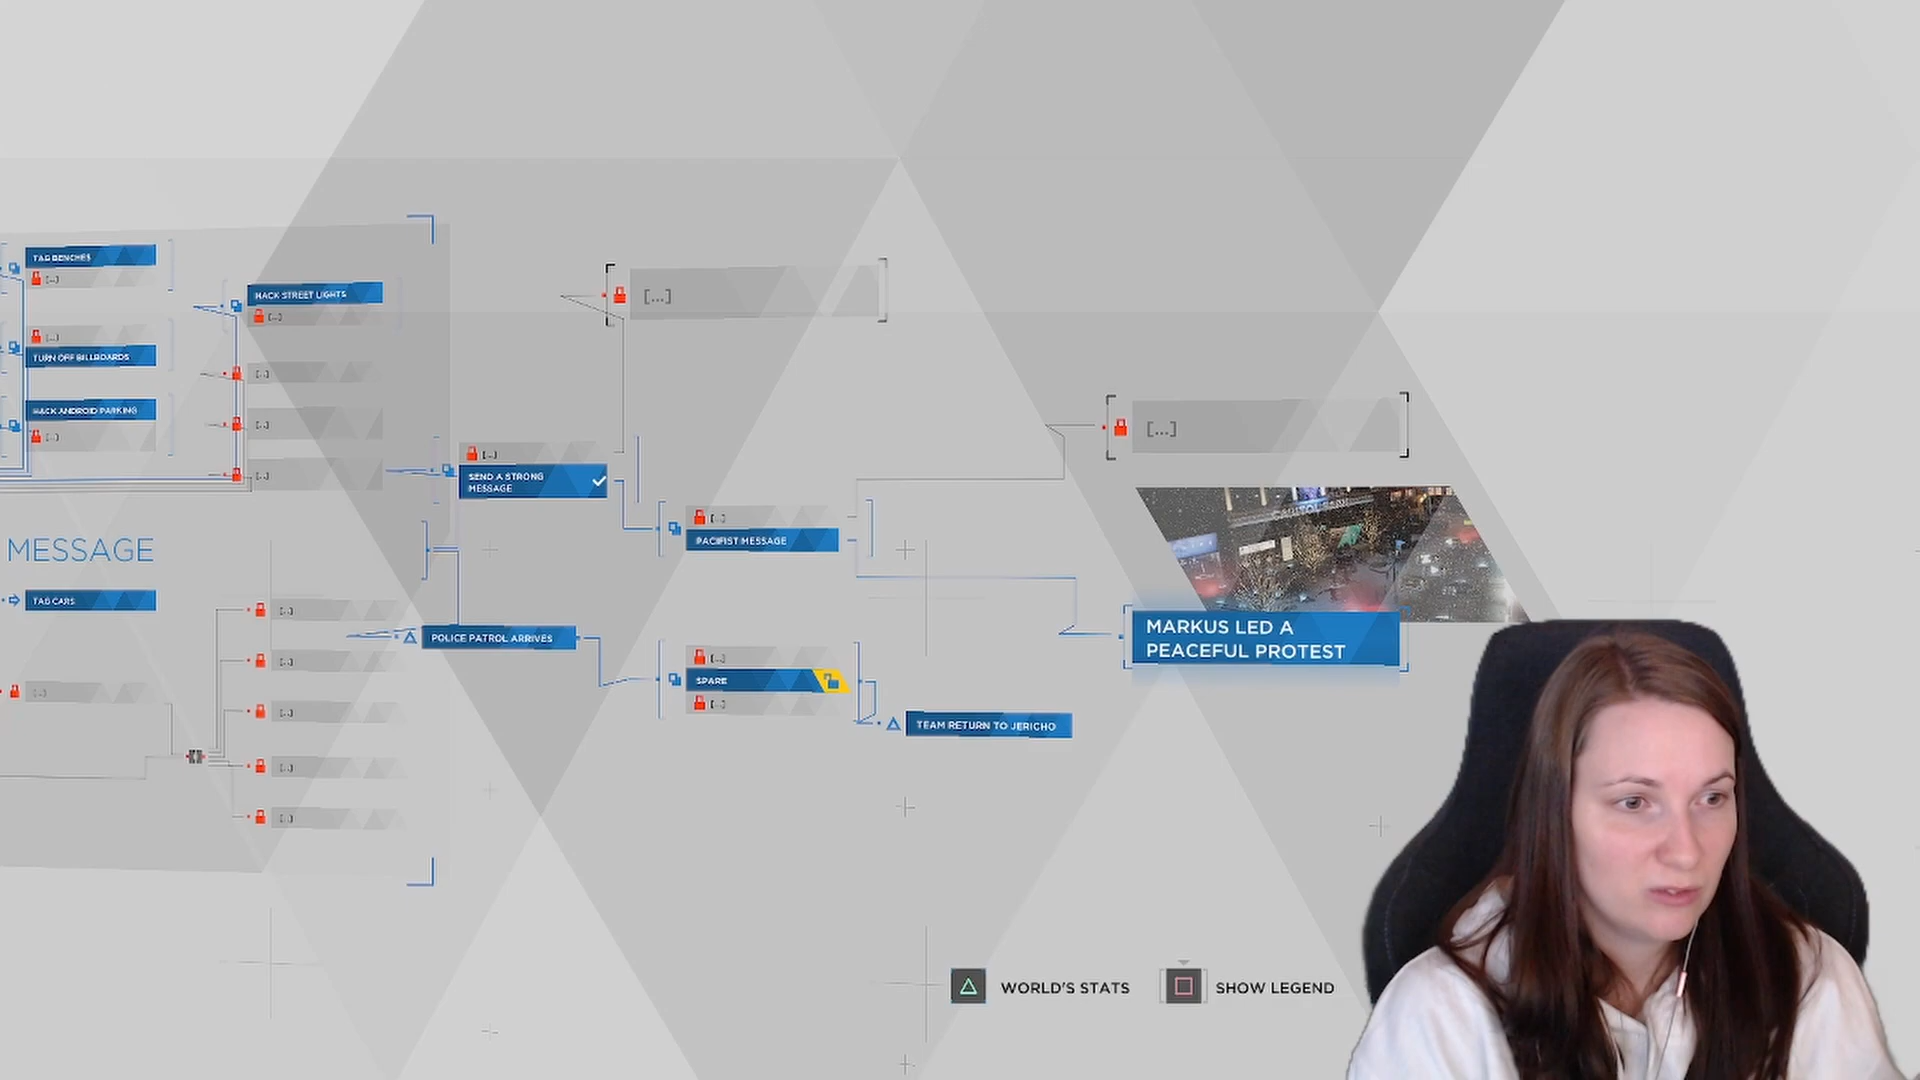 TAG BENCHES
[...]
HACK STREET LIGHTS
[...]
[...]
TURN OFF BILLBOARDS
[...]
HACK ANDROID PARKING
[...]
[...]
[...]
[...]
[...]
[...]
SEND A STRONG
MESSAGE
[...]
PACIFIST MESSAGE
MESSAGE
TAG CARS
[...]
POLICE PATROL ARRIVES
MARKUS LED A
PEACEFUL PROTEST
[...]
[...]
SPARE
[...]
[...]
[...]
TEAM RETURN TO JERICHO
[...]
[...]
WORLD'S STATS
SHOW LEGEND